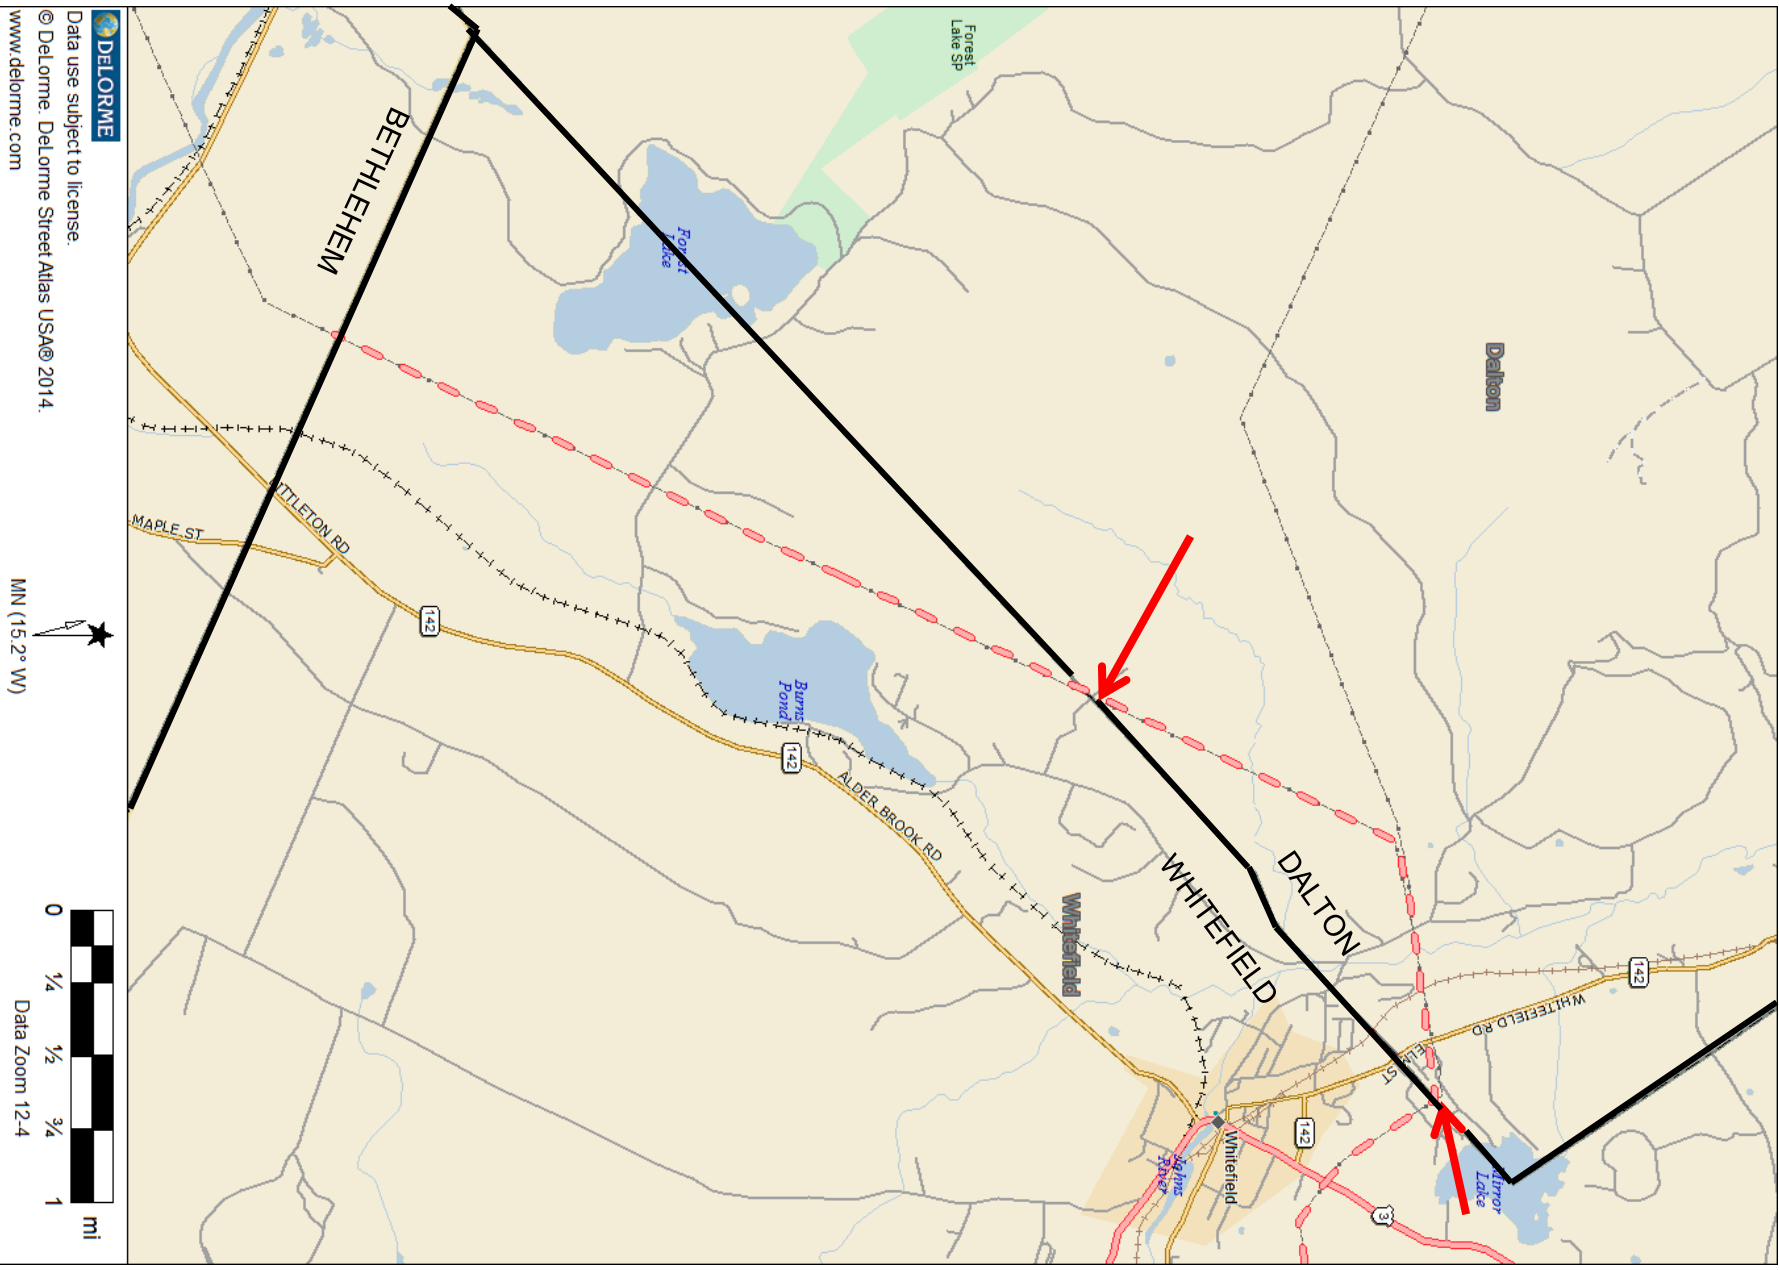 Forest
Lake SP
Dalton
BETHLEHEM
Forest
Lake
LITTLETON RD
MAPLE ST
142
Burns
Pond
142
ALDER BROOK RD
DALTON
WHITEFIELD
Whitefield
142
WHITEFIELD RD
ELM ST
142
Whitefield
Johns
River
Mirror
Lake
3
DELORME
Data use subject to license.
© DeLorme. DeLorme Street Atlas USA® 2014.
www.delorme.com
MN (15.2° W)
0 ¼ ½ ¾ 1
mi
Data Zoom 12-4